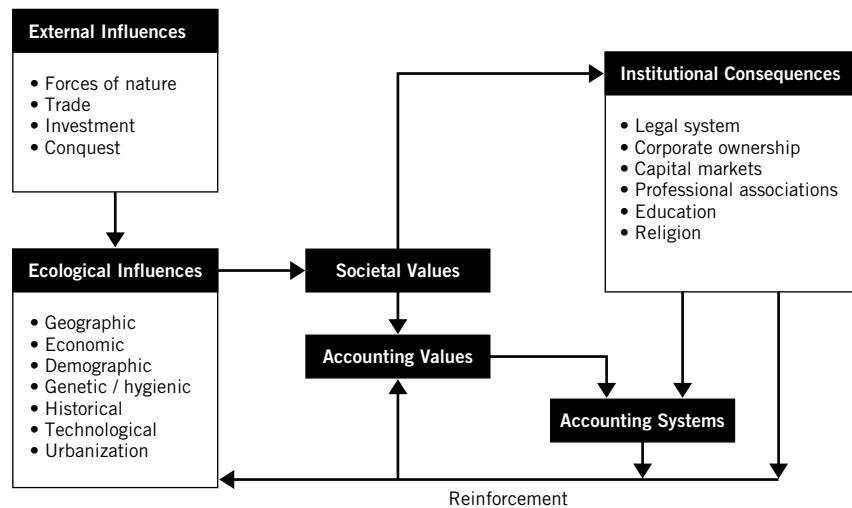 External Influences
• Forces of nature
• Trade
• Investment
• Conquest
Ecological Influences
• Geographic
• Economic
• Demographic
• Genetic / hygienic
• Historical
• Technological
• Urbanization
Societal Values
Accounting Values
Institutional Consequences
• Legal system
• Corporate ownership
• Capital markets
• Professional associations
• Education
• Religion
Accounting Systems
Reinforcement